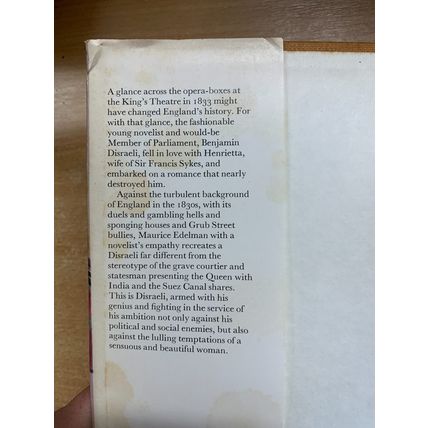 A glance across the opera-boxes at
the King's Theatre in 1833 might
have changed England's history. For
with that glance, the fashionable
young novelist and would-be
Member of Parliament, Benjamin
Disraeli, fell in love with Henrietta,
wife of Sir Francis Sykes, and
embarked on a romance that nearly
destroyed him.
Against the turbulent background
of England in the 1830s, with its
duels and gambling hells and
sponging houses and Grub Street
bullies, Maurice Edelman with a
novelist's empathy recreates a
Disraeli far different from the
stereotype of the grave courtier and
statesman presenting the Queen with
India and the Suez Canal shares.
This is Disraeli, armed with his
genius and fighting in the service of
his ambition not only against his
political and social enemies, but also
against the lulling temptations of a
sensuous and beautiful woman.